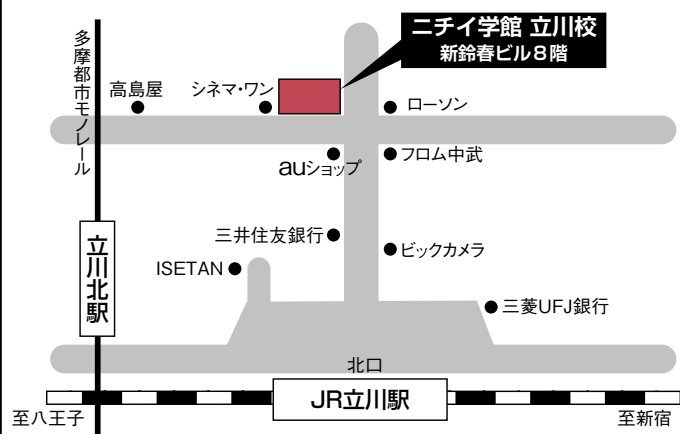 ニチイ学館 立川校
新鈴春ビル8階
多摩都市モノレール
高島屋
シネマ・ワン
ローソン
auショップ
フロム中武
三井住友銀行
ビックカメラ
ISETAN
立川北駅
三菱UFJ銀行
北口
JR立川駅
至八王子
至新宿